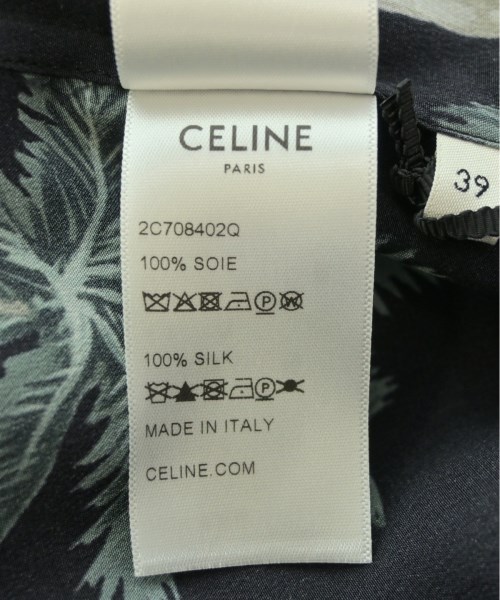 CELINE
PARIS
2C708402Q
100% SOIE
P W
100% SILK
P
MADE IN ITALY
CELINE.COM
39